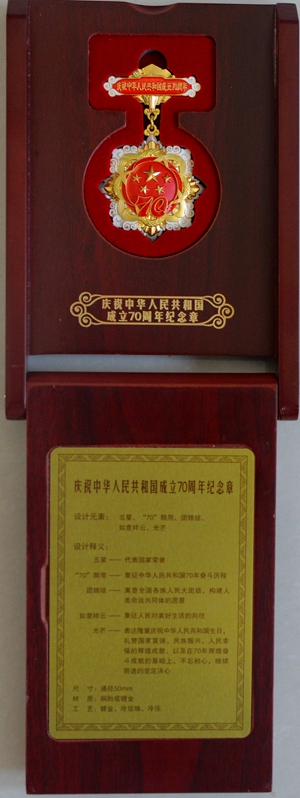 庆祝中华人民共和国成立70周年
70
庆祝中华人民共和国
成立70周年纪念章
庆祝中华人民共和国成立70周年纪念章
设计元素: 五星、“70”飘带、团锦结、
如意祥云、光芒
设计释义:
五星 —— 代表国家荣誉
“70”飘带 —— 象征中华人民共和国70年奋斗历程
团锦结 —— 寓意全国各族人民大团结，构建人
类命运共同体的愿景
如意祥云 —— 象征人民对美好生活的向往
光芒 —— 表达隆重庆祝中华人民共和国生日，
礼赞国家富强、民族振兴、人民幸
福的辉煌成就，以及在70年辉煌奋
斗成就的基础上，不忘初心，继续
前进的坚定决心
尺 寸: 通径50mm
材 质: 铜胎成镀金
工 艺: 镀金、冷珐琅、冷压